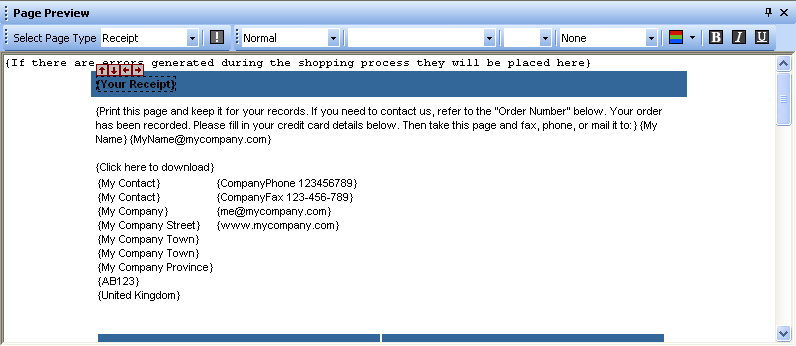 Page Preview
Select Page Type Receipt ! Normal None B I U
{If there are errors generated during the shopping process they will be placed here}
{Your Receipt}
{Print this page and keep it for your records. If you need to contact us, refer to the "Order Number" below. Your order
has been recorded. Please fill in your credit card details below. Then take this page and fax, phone, or mail it to:} {My
Name} {MyName@mycompany.com}
{Click here to download}
{My Contact} {CompanyPhone 123456789}
{My Contact} {CompanyFax 123-456-789}
{My Company} {me@mycompany.com}
{My Company Street} {www.mycompany.com}
{My Company Town}
{My Company Town}
{My Company Province}
{AB123}
{United Kingdom}